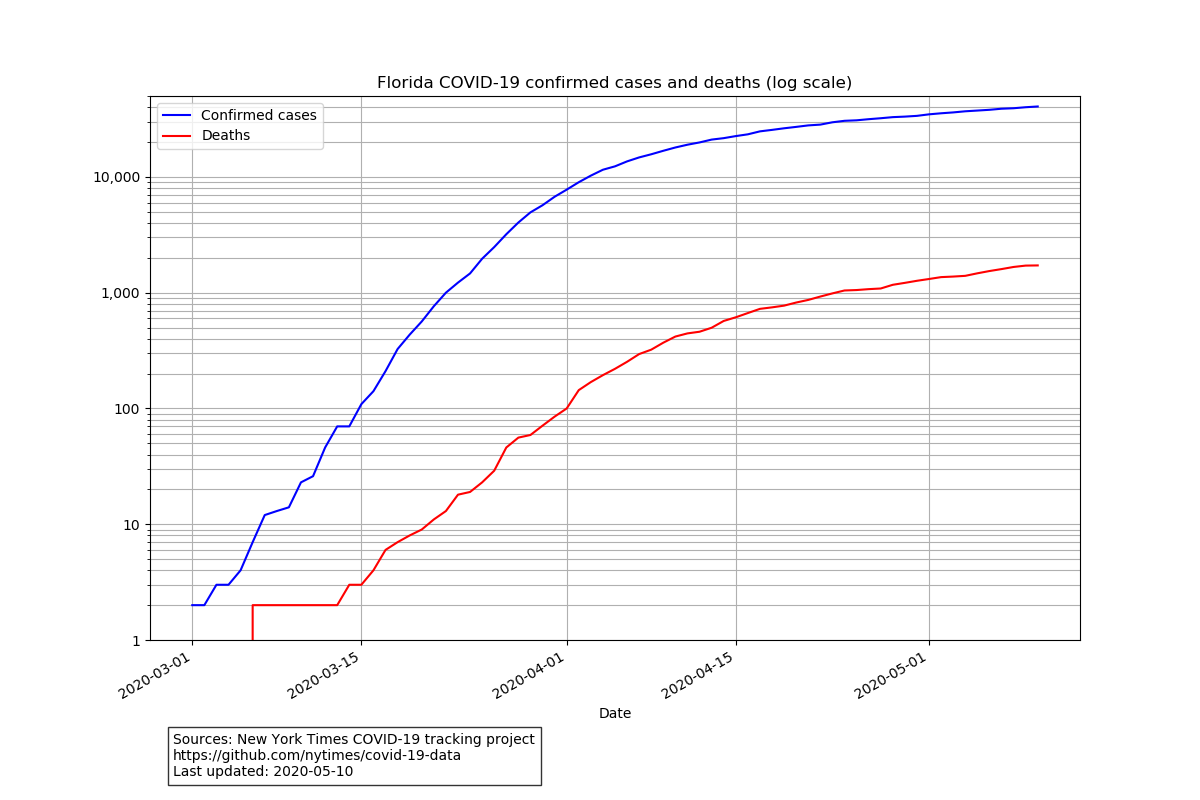 Florida COVID-19 confirmed cases and deaths (log scale)
Confirmed cases
Deaths
10,000
1,000
100
10
1
2020-03-01
2020-03-15
2020-04-01
2020-04-15
2020-05-01
Date
Sources: New York Times COVID-19 tracking project
https://github.com/nytimes/covid-19-data
Last updated: 2020-05-10